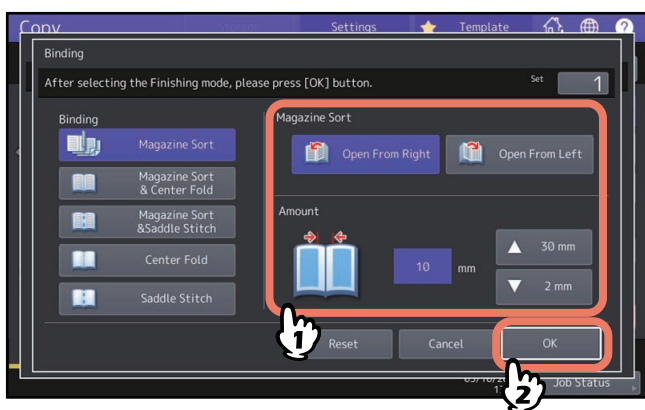 Copy
Settings
Template
?
Binding
After selecting the Finishing mode, please press [OK] button.
Set
1
Binding
Magazine Sort
Magazine Sort
& Center Fold
Magazine Sort
&Saddle Stitch
Center Fold
Saddle Stitch
Magazine Sort
Open From Right
Open From Left
Amount
10
mm
30 mm
2 mm
1
Reset
Cancel
OK
2
Job Status